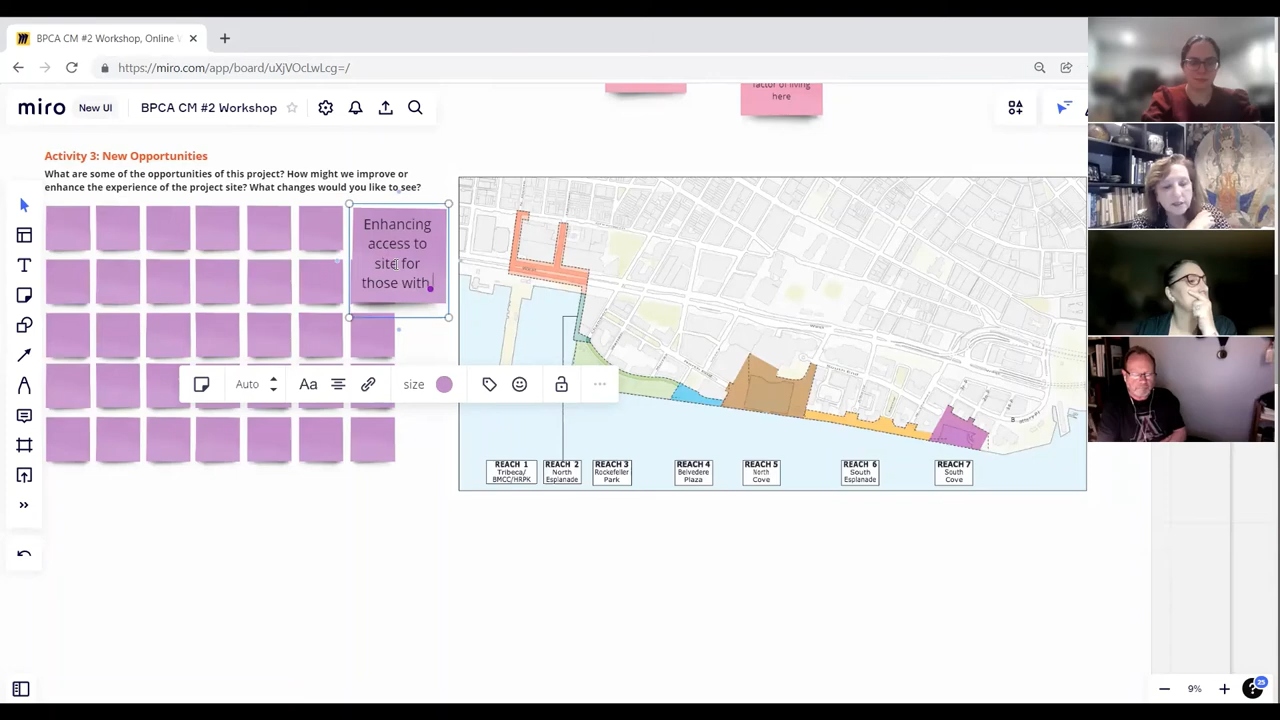 BPCA CM #2 Workshop, Online
https://miro.com/app/board/uXjVOcLwLcg=/
miro
New UI
BPCA CM #2 Workshop
factor of living
here
Activity 3: New Opportunities
What are some of the opportunities of this project? How might we improve or
enhance the experience of the project site? What changes would you like to see?
Enhancing
access to
site for
those with
Auto
Aa
size
REACH 1
Tribeca/
BMCC/HRPK
REACH 2
North
Esplanade
REACH 3
Rockefeller
Park
REACH 4
Belvedere
Plaza
REACH 5
North
Cove
REACH 6
South
Esplanade
REACH 7
South
Cove
9%
25